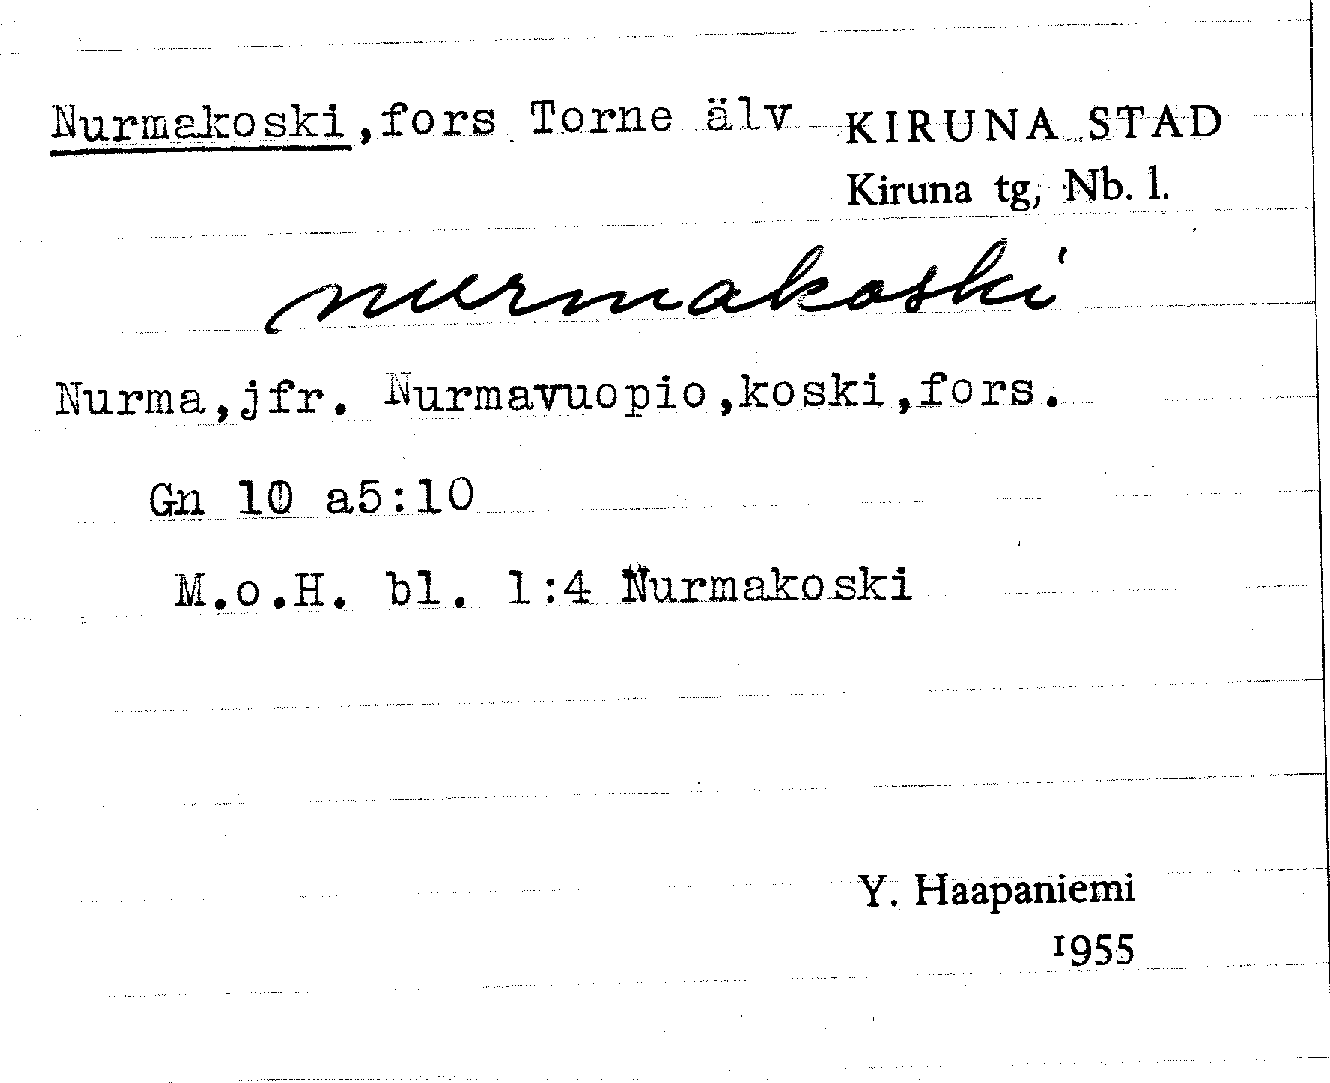 Nurmakoski,fors Torne älv KIRUNA STAD
Kiruna tg, Nb. l.
nurmakoski
Nurma,jfr. Nurmavuopio,koski,fors.
Gn 10 a5:10
M.o.H. bl. 1:4 Nurmakoski
Y. Haapaniemi
1955